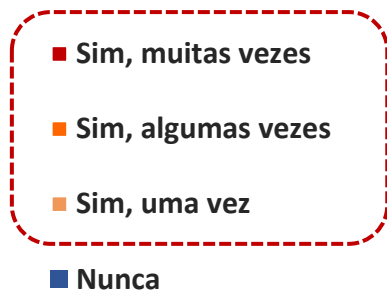 Sim, muitas vezes
Sim, algumas vezes
Sim, uma vez
Nunca